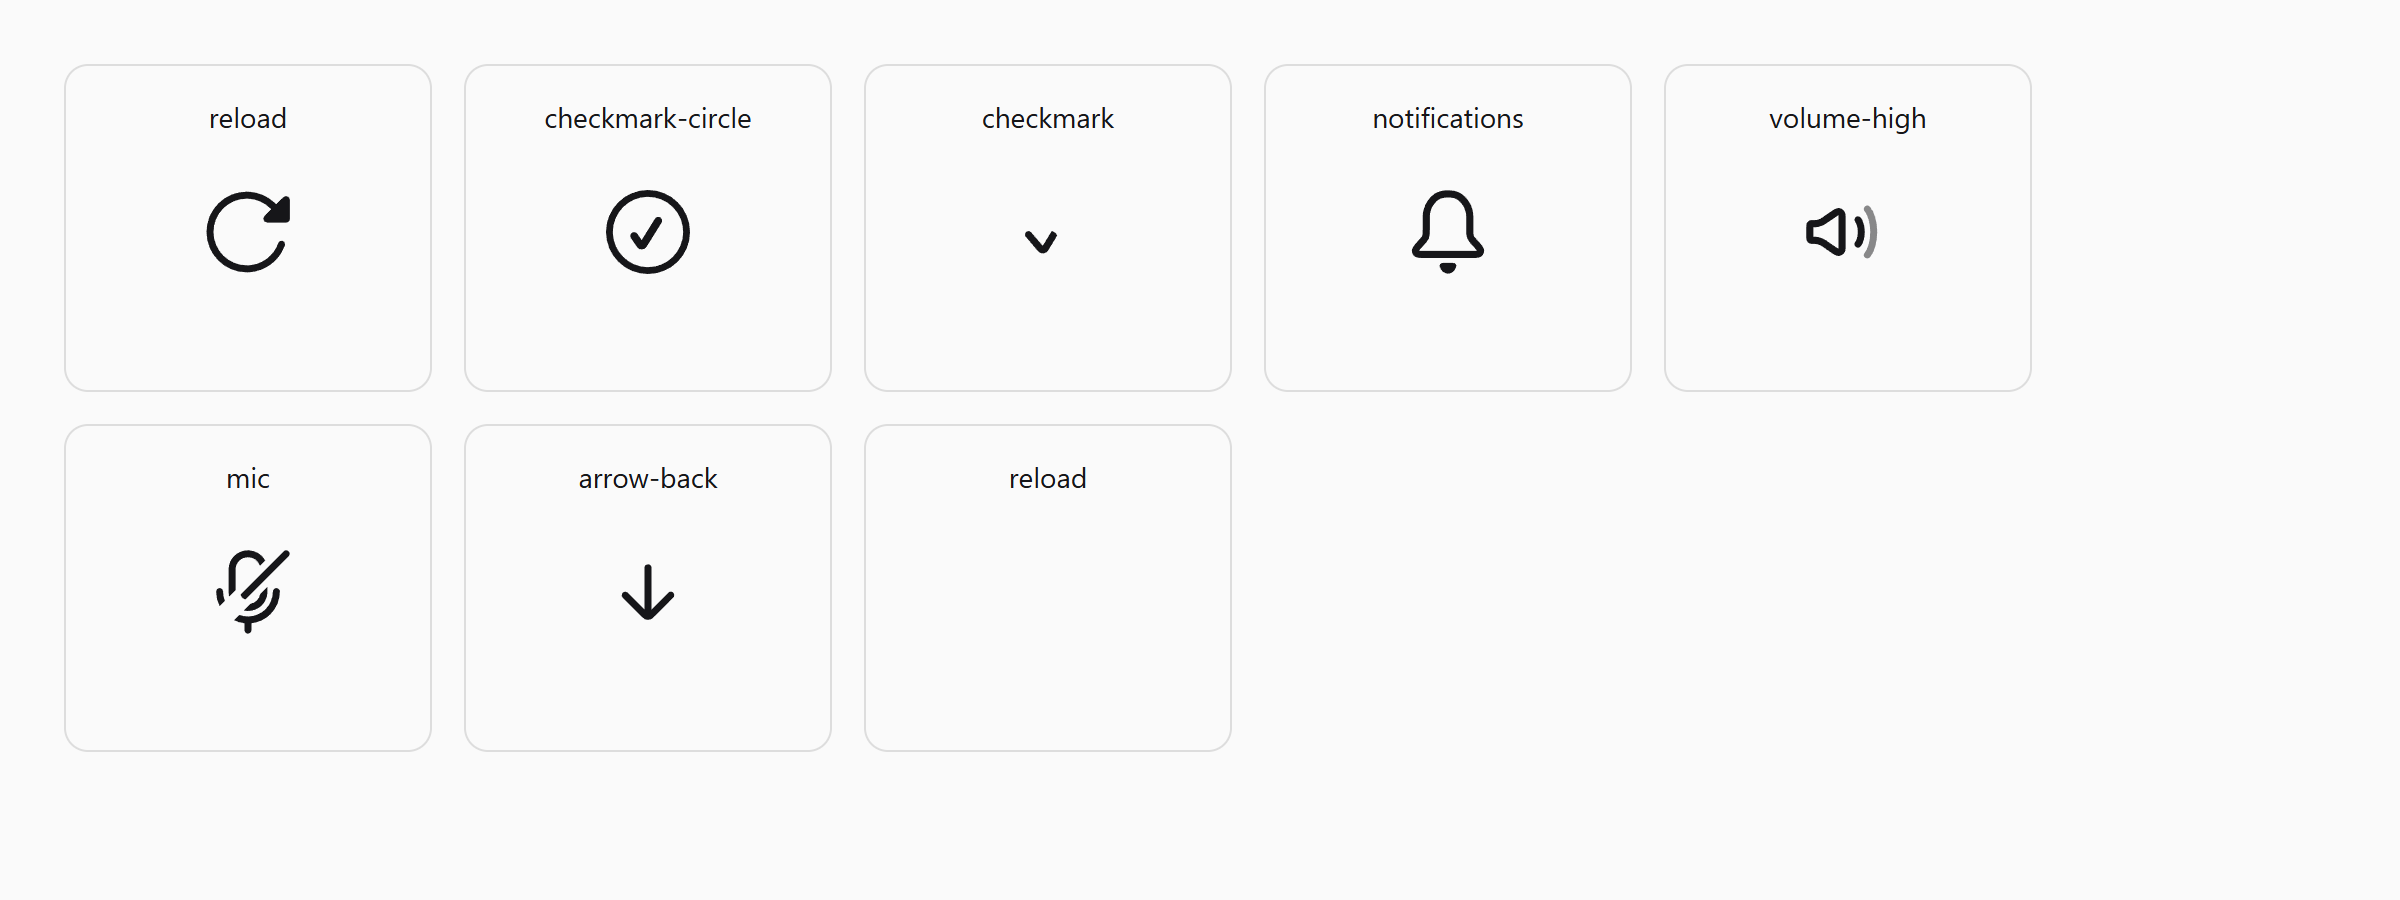 reload
checkmark-circle
checkmark
notifications
volume-high
mic
arrow-back
reload